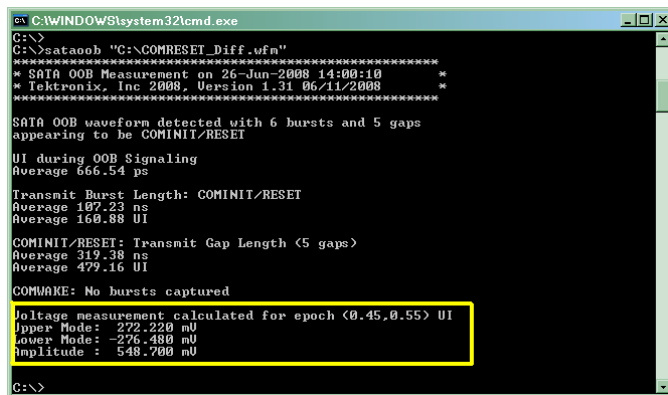 C:\WINDOWS\system32\cmd.exe
C:\>
C:\>sataoob "C:\COMRESET_Diff.wfm"
****************************************************
* SATA OOB Measurement on 26-Jun-2008 14:00:10 *
* Tektronix, Inc 2008, Version 1.31 06/11/2008 *
****************************************************
SATA OOB waveform detected with 6 bursts and 5 gaps
appearing to be COMINIT/RESET
UI during OOB Signaling
Average 666.54 ps
Transmit Burst Length: COMINIT/RESET
Average 107.23 ns
Average 160.88 UI
COMINIT/RESET: Transmit Gap Length (5 gaps)
Average 319.38 ns
Average 479.16 UI
COMWAKE: No bursts captured
Voltage measurement calculated for epoch (0.45,0.55) UI
Upper Mode: 272.220 mV
Lower Mode: -276.480 mV
Amplitude : 548.700 mV
C:\>